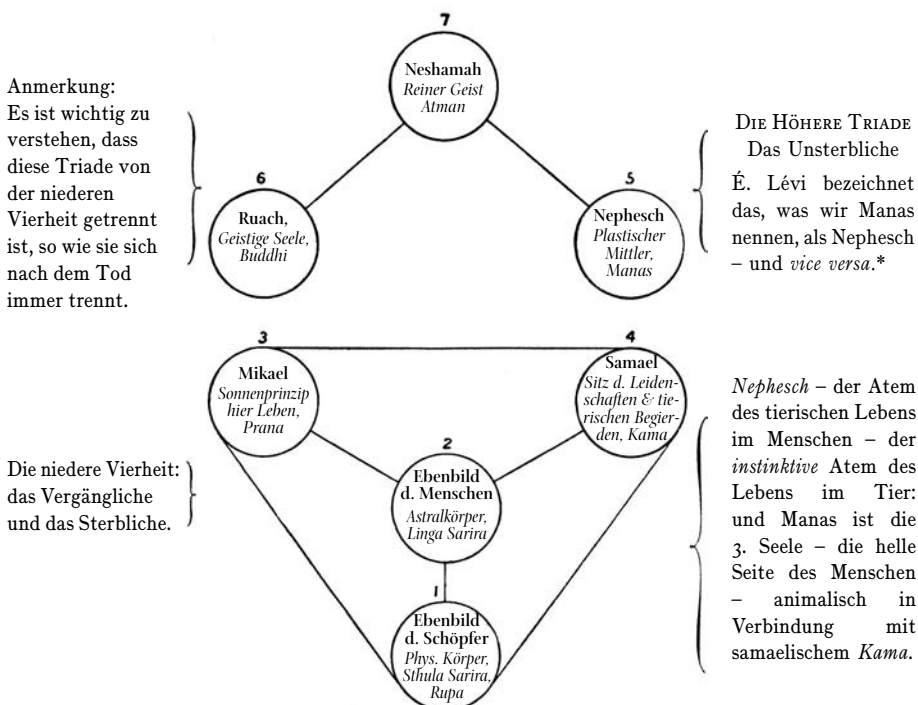 7
Neshamah
Reiner Geist
Atman
Anmerkung:
Es ist wichtig zu
verstehen, dass
diese Triade von
der niederen
Vierheit getrennt
ist, so wie sie sich
nach dem Tod
immer trennt.
6
Ruach,
Geistige Seele,
Buddhi
5
Nephesch
Plastischer
Mittler,
Manas
Die Höhere Triade
Das Unsterbliche
É. Lévi bezeichnet
das, was wir Manas
nennen, als Nephesch
– und vice versa.*
3
Mikael
Sonnenprinzip
hier Leben,
Prana
4
Samael
Sitz d. Leiden-
schaften & tie-
rischen Begier-
den, Kama
2
Ebenbild
d. Menschen
Astralkörper,
Linga Sarira
1
Ebenbild
d. Schöpfer
Phys. Körper,
Sthula Sarira,
Rupa
Die niedere Vierheit:
das Vergängliche
und das Sterbliche.
Nephesch – der Atem
des tierischen Lebens
im Menschen – der
instinktive Atem des
Lebens im Tier:
und Manas ist die
3. Seele – die helle
Seite des Menschen
– animalisch in
Verbindung mit
samaelischem Kama.